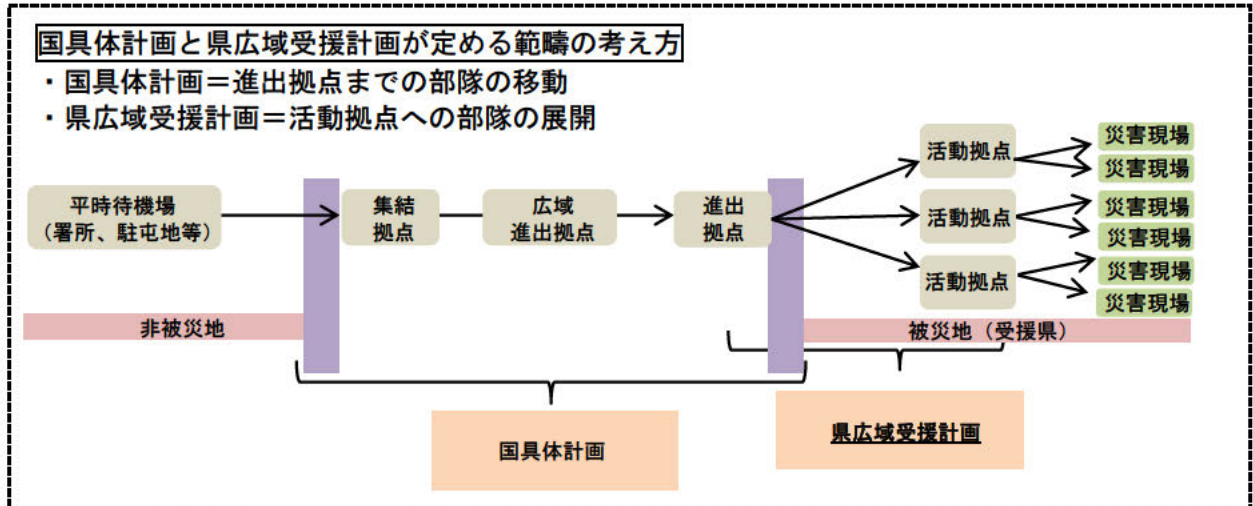 国具体計画と県広域受援計画が定める範疇の考え方
・国具体計画＝進出拠点までの部隊の移動
・県広域受援計画＝活動拠点への部隊の展開
平時待機場
（署所、駐屯地等）
集結
拠点
広域
進出拠点
進出
拠点
活動拠点
活動拠点
活動拠点
災害現場
災害現場
災害現場
災害現場
災害現場
災害現場
非被災地
被災地（受援県）
国具体計画
県広域受援計画